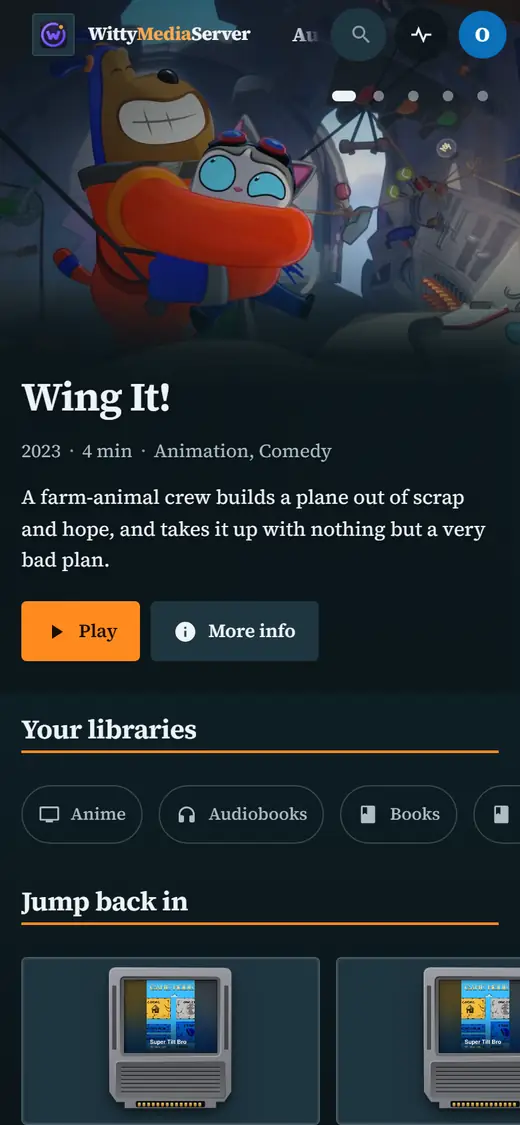 WittyMediaServer
Au
O
Wing It!
2023 · 4 min · Animation, Comedy
A farm-animal crew builds a plane out of scrap
and hope, and takes it up with nothing but a very
bad plan.
Play
More info
Your libraries
Anime
Audiobooks
Books
Jump back in
Super Tilt Bro
Super Tilt Bro